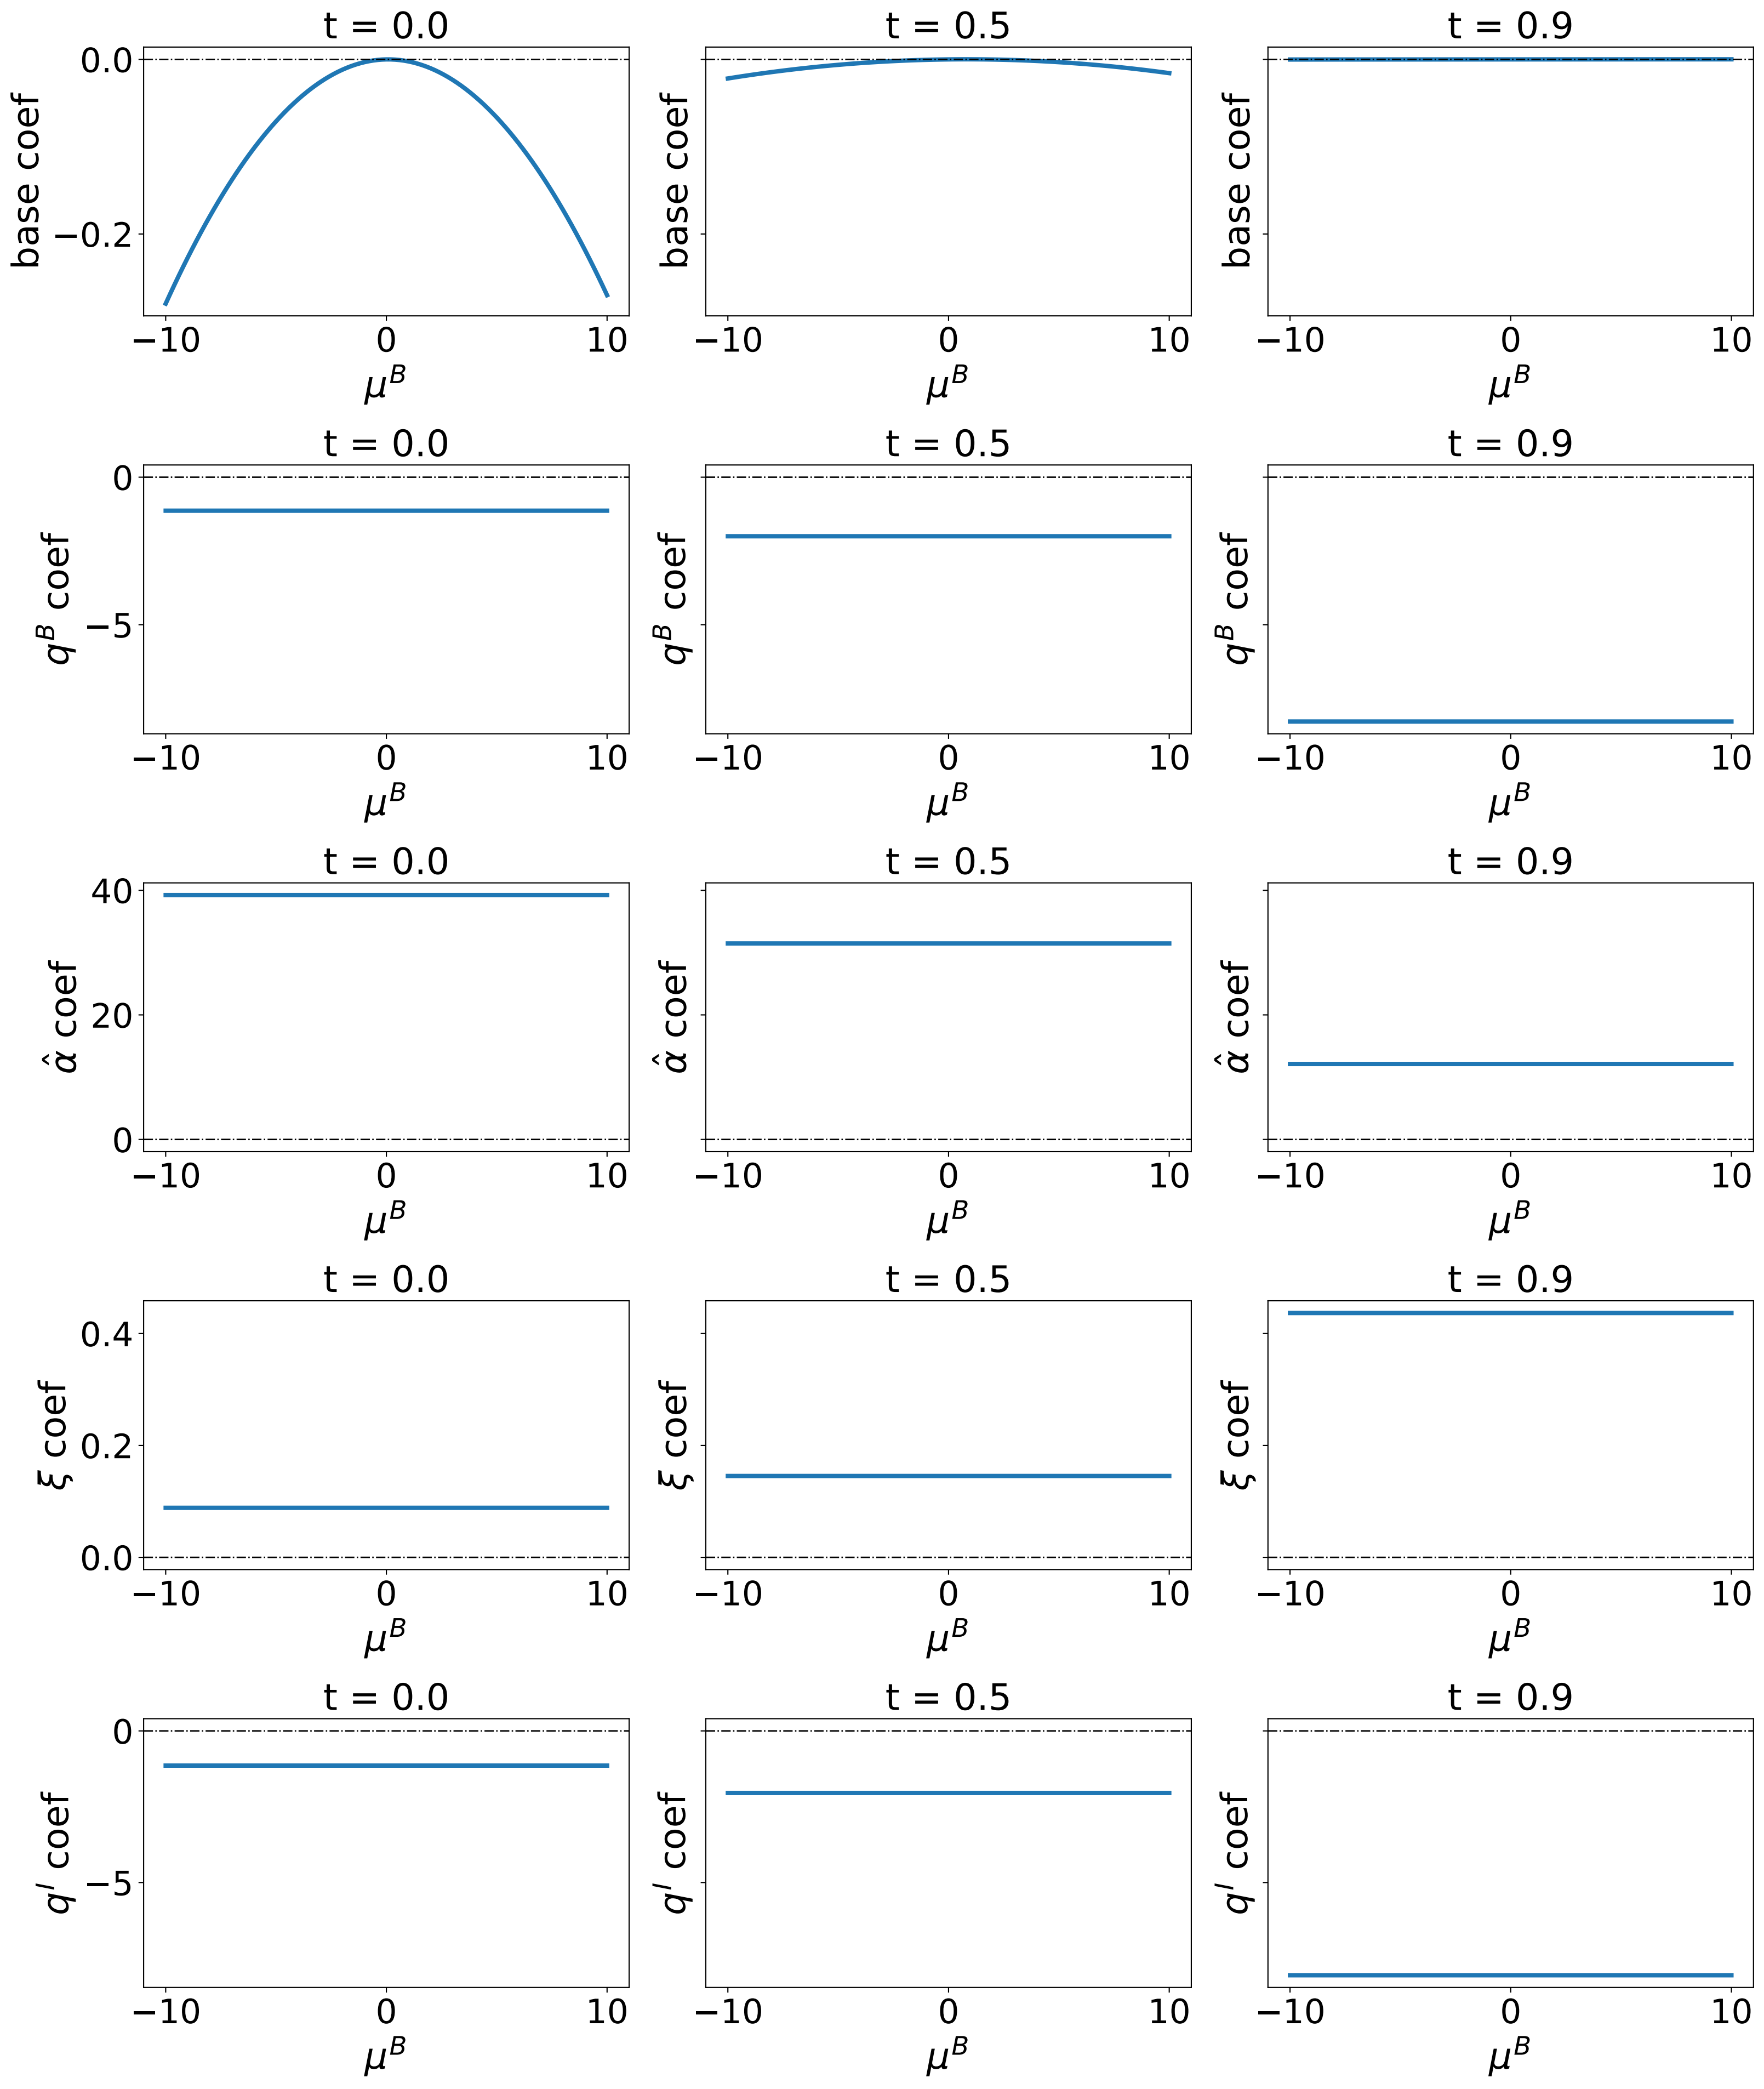 t = 0.0 t = 0.5 t = 0.9
0.0
−0.2
base coef base coef base coef
−10 0 10 −10 0 10 −10 0 10
μ^B μ^B μ^B
t = 0.0 t = 0.5 t = 0.9
0
−5
q^B coef q^B coef q^B coef
−10 0 10 −10 0 10 −10 0 10
μ^B μ^B μ^B
t = 0.0 t = 0.5 t = 0.9
40
20
0
α̂ coef α̂ coef α̂ coef
−10 0 10 −10 0 10 −10 0 10
μ^B μ^B μ^B
t = 0.0 t = 0.5 t = 0.9
0.4
0.2
0.0
ξ coef ξ coef ξ coef
−10 0 10 −10 0 10 −10 0 10
μ^B μ^B μ^B
t = 0.0 t = 0.5 t = 0.9
0
−5
q^I coef q^I coef q^I coef
−10 0 10 −10 0 10 −10 0 10
μ^B μ^B μ^B